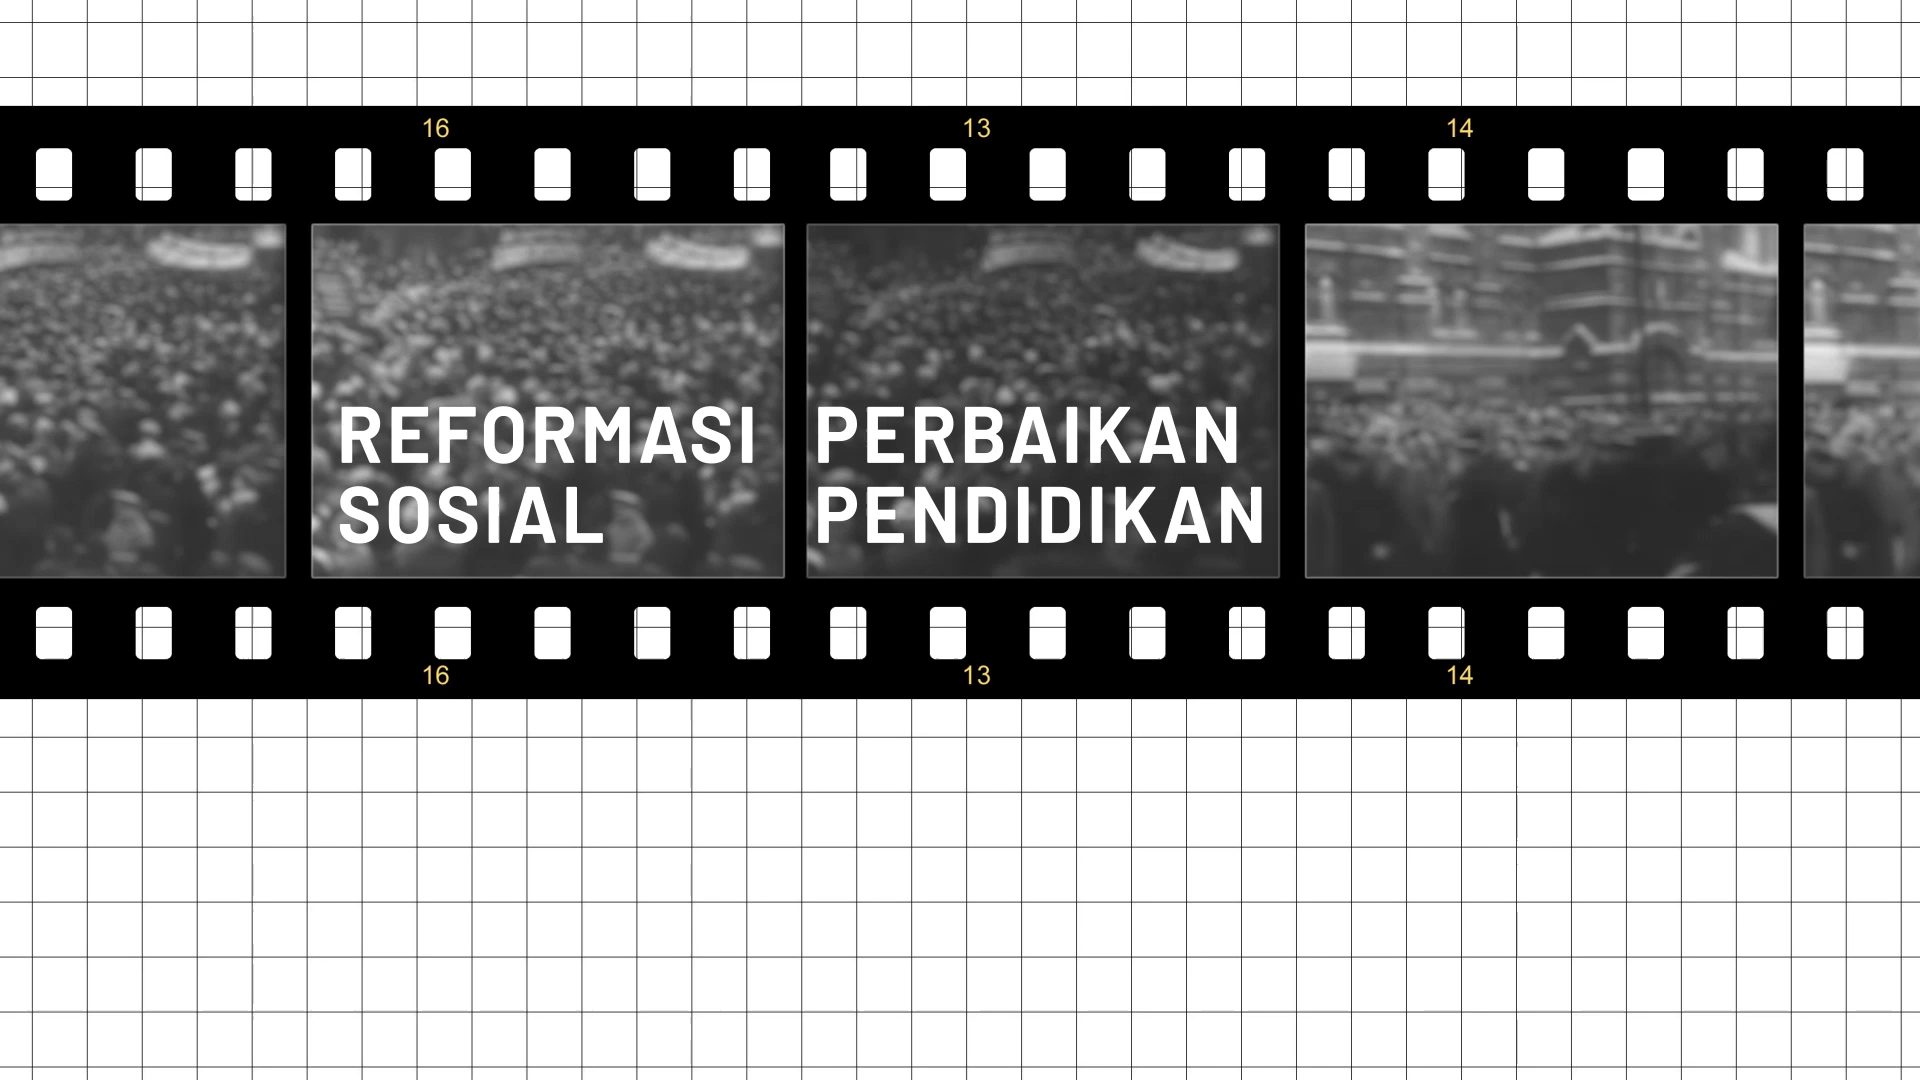 16
13
14
REFORMASI
SOSIAL
PERBAIKAN
PENDIDIKAN
16
13
14